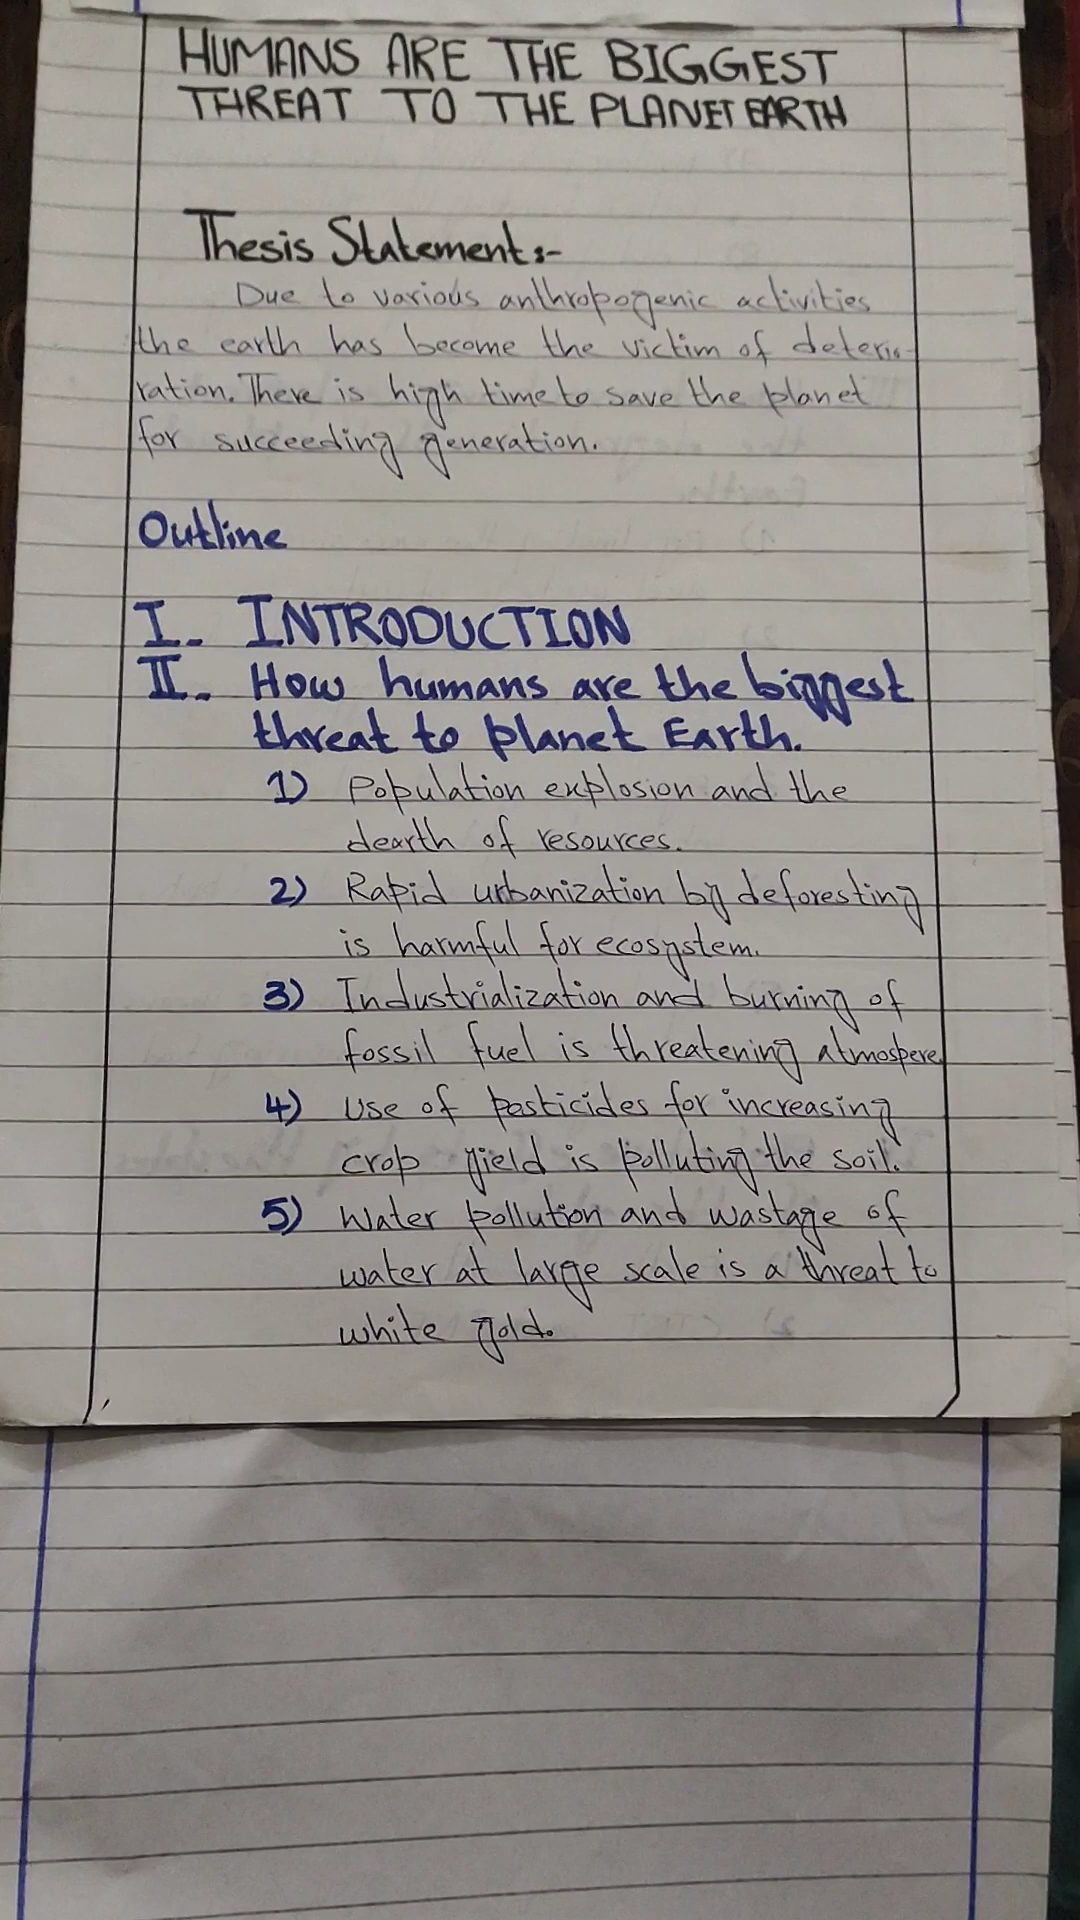 HUMANS ARE THE BIGGEST
THREAT TO THE PLANET EARTH
Thesis Statement:-
Due to various anthropogenic activities
the earth has become the victim of deterio-
ration. There is high time to save the planet
for succeeding generation.
Outline
I. INTRODUCTION
II. How humans are the biggest
threat to planet Earth.
1) Population explosion and the
dearth of resources.
2) Rapid urbanization by deforesting
is harmful for ecosystem.
3) Industrialization and burning of
fossil fuel is threatening atmospere
4) Use of pesticides for increasing
crop yield is polluting the soil.
5) Water pollution and wastage of
water at large scale is a threat to
white gold.